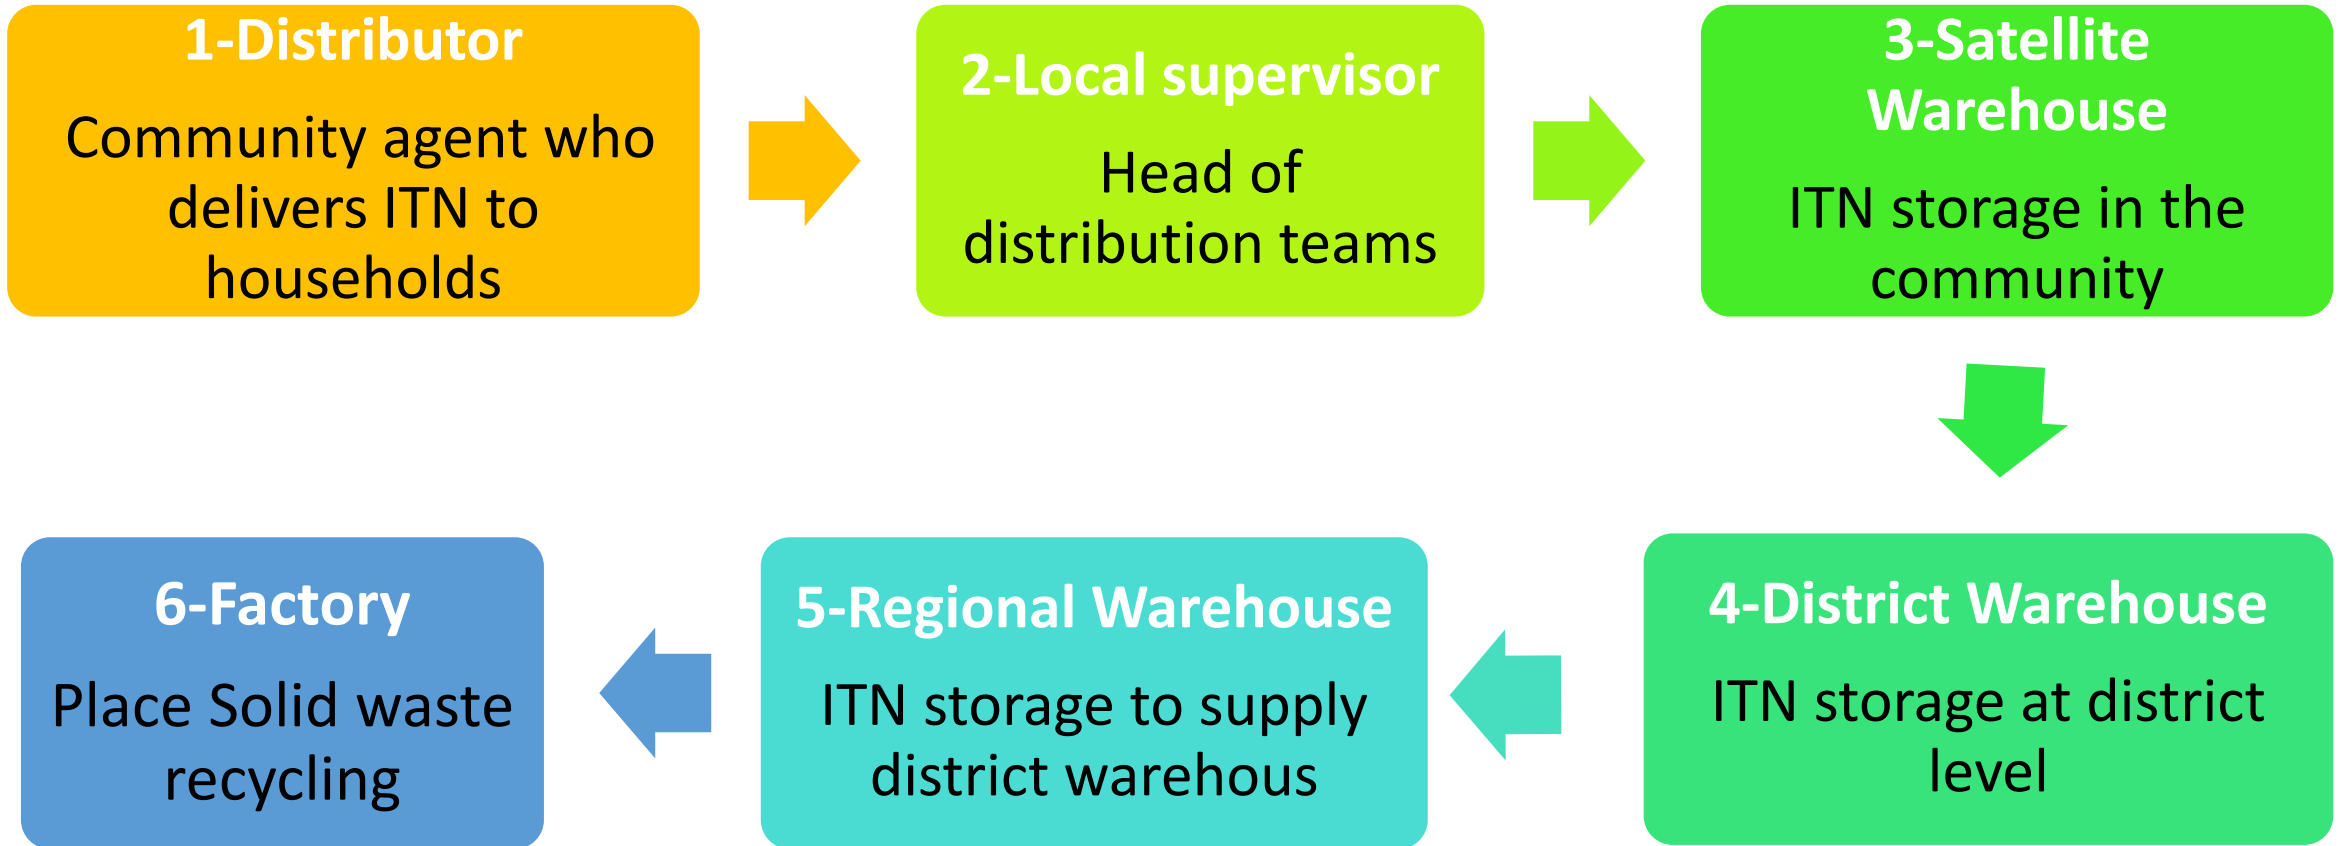 1-Distributor
Community agent who
delivers ITN to
households
2-Local supervisor
Head of
distribution teams
3-Satellite
Warehouse
ITN storage in the
community
4-District Warehouse
ITN storage at district
level
5-Regional Warehouse
ITN storage to supply
district warehous
6-Factory
Place Solid waste
recycling